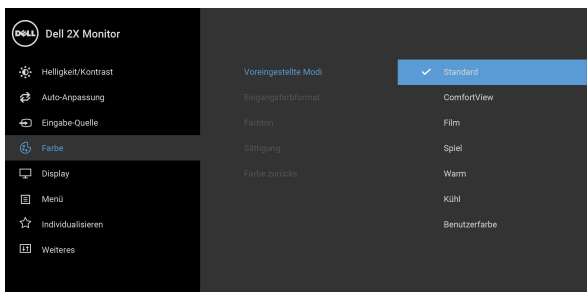 DELL Dell 2X Monitor
Helligkeit/Kontrast Voreingestellte Modi Standard
Auto-Anpassung Eingangsfarbformat ComfortView
Eingabe-Quelle Farbton Film
Farbe Sättigung Spiel
Display Farbe zurücks Warm
Menü Kühl
Individualisieren Benutzerfarbe
Weiteres